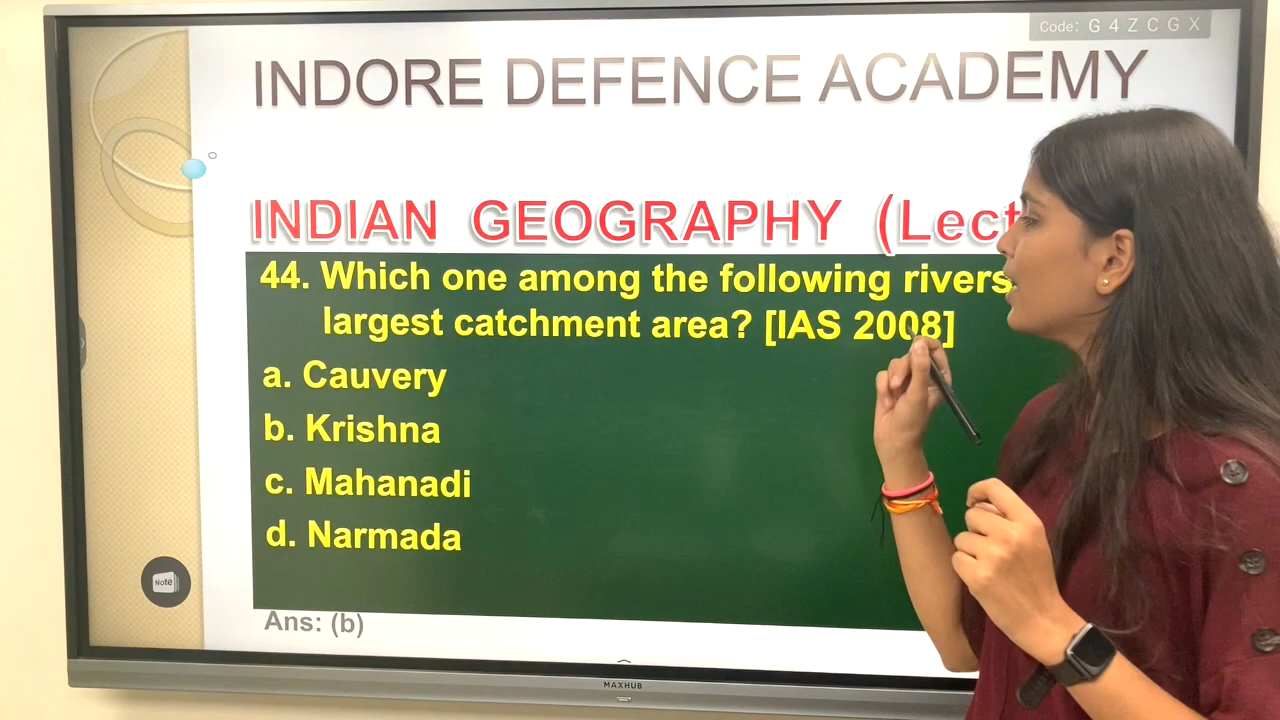 Code: G4ZCGX
INDORE DEFENCE ACADEMY
INDIAN GEOGRAPHY (Lect
44. Which one among the following rivers
largest catchment area? [IAS 2008]
a. Cauvery
b. Krishna
c. Mahanadi
d. Narmada
Note
Ans: (b)
MAXHUB